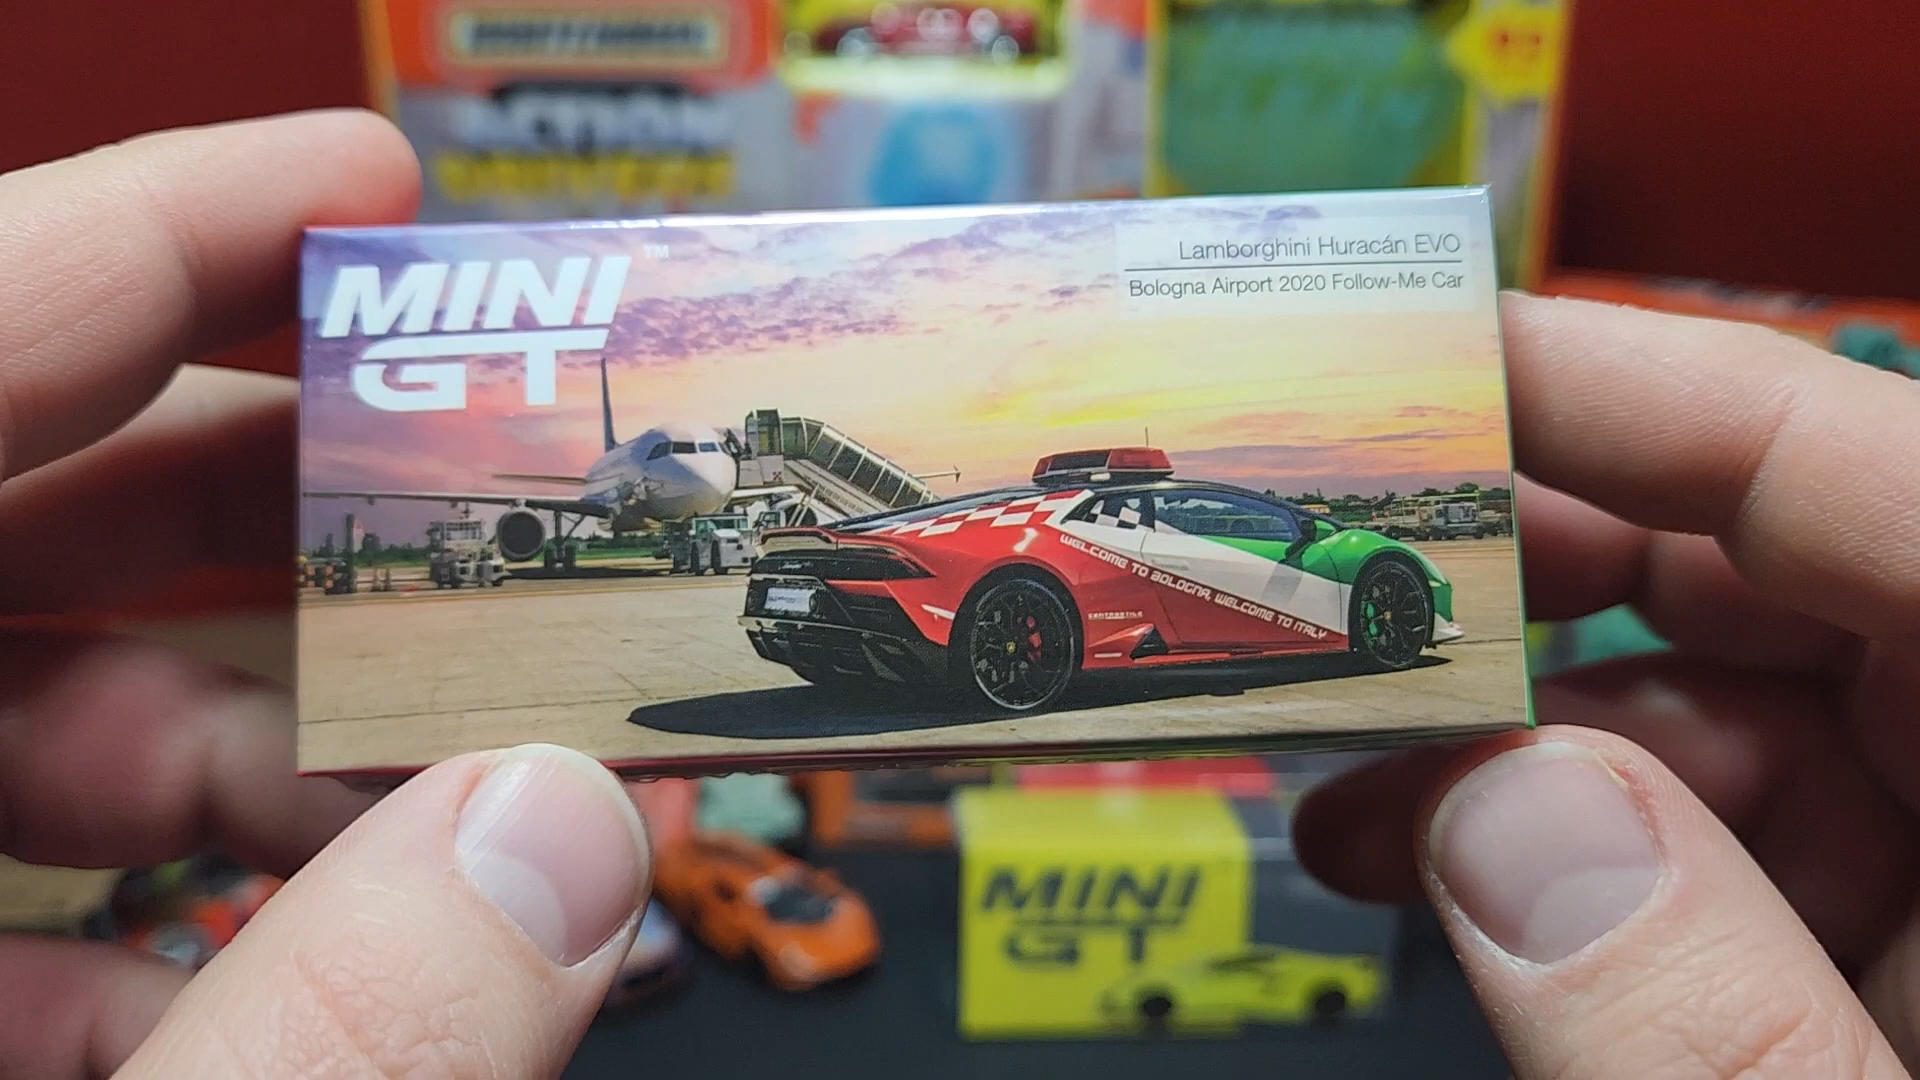 MINI
GT
TM
Lamborghini Huracán EVO
Bologna Airport 2020 Follow-Me Car
WELCOME TO BOLOGNA, WELCOME TO ITALY
MINI
GT